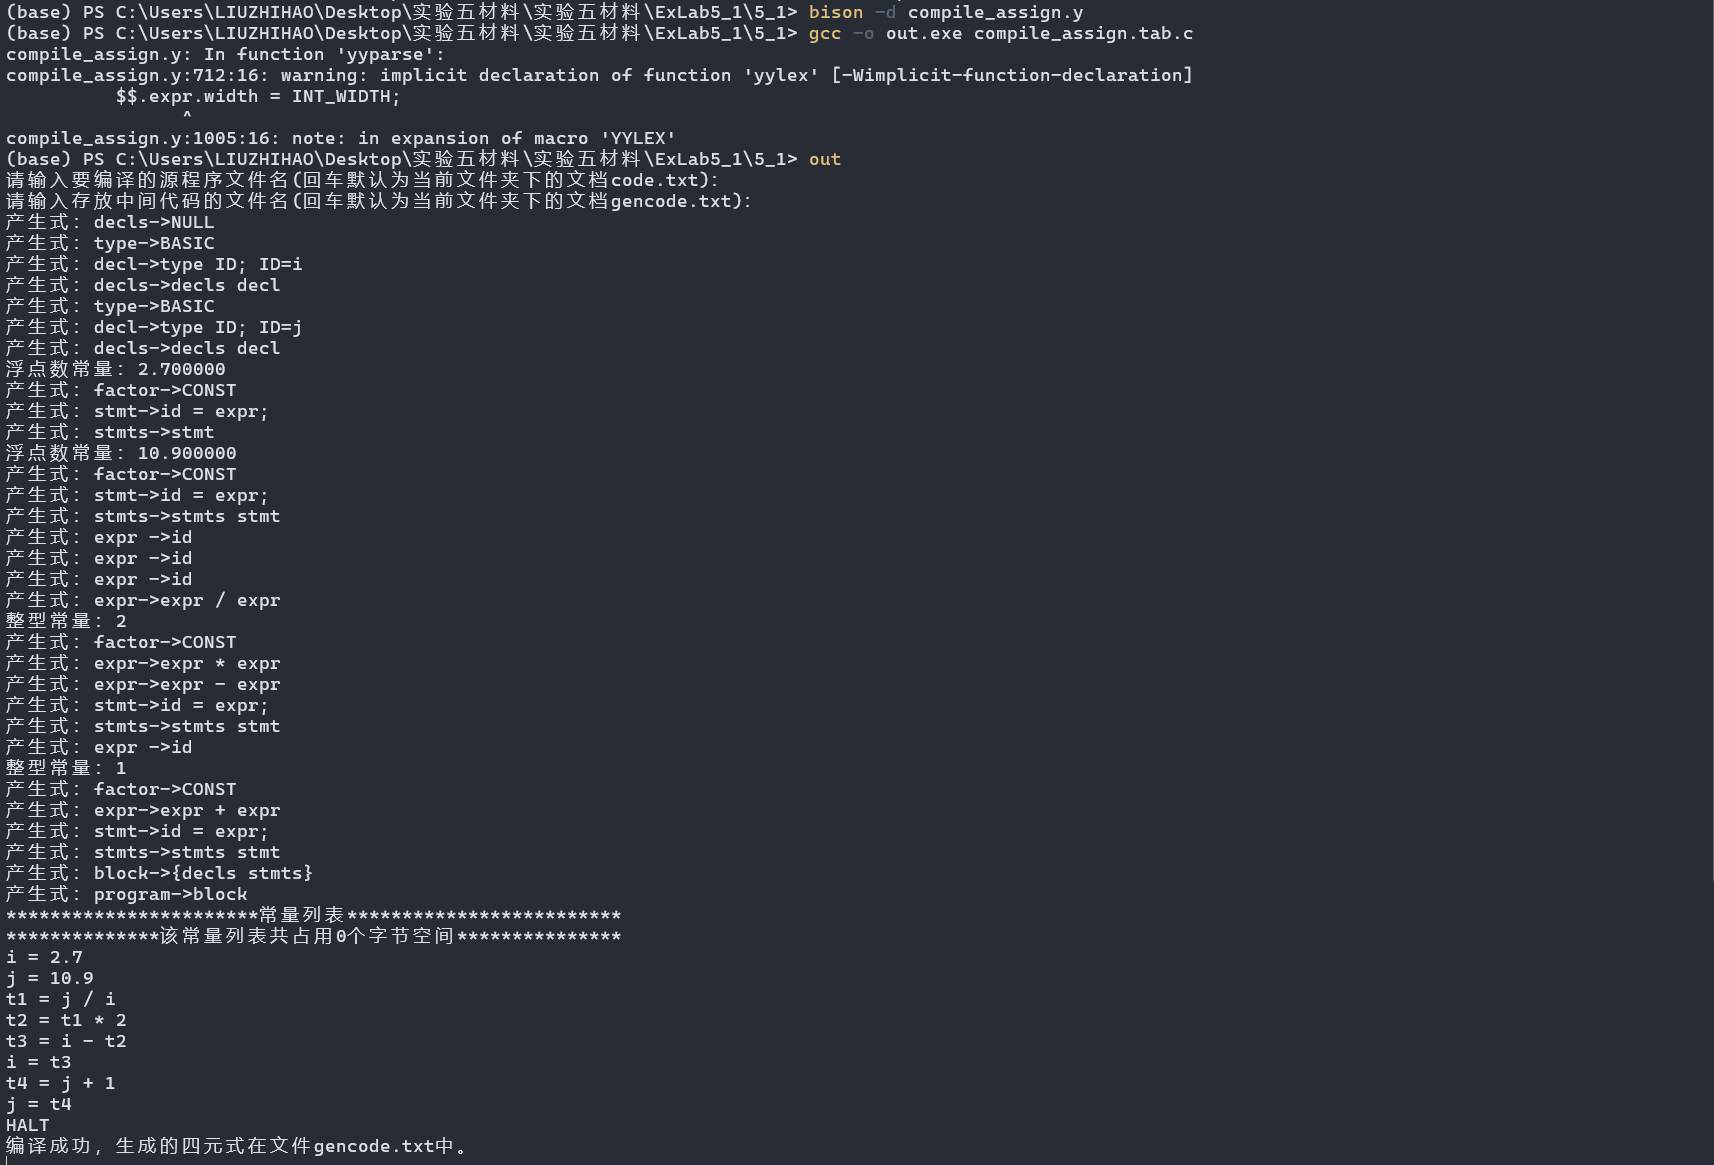 (base) PS C:\Users\LIUZHIHAO\Desktop\实验五材料\实验五材料\ExLab5_1\5_1> bison -d compile_assign.y
(base) PS C:\Users\LIUZHIHAO\Desktop\实验五材料\实验五材料\ExLab5_1\5_1> gcc -o out.exe compile_assign.tab.c
compile_assign.y: In function 'yyparse':
compile_assign.y:712:16: warning: implicit declaration of function 'yylex' [-Wimplicit-function-declaration]
          $$.expr.width = INT_WIDTH;
                ^
compile_assign.y:1005:16: note: in expansion of macro 'YYLEX'
(base) PS C:\Users\LIUZHIHAO\Desktop\实验五材料\实验五材料\ExLab5_1\5_1> out
请输入要编译的源程序文件名(回车默认为当前文件夹下的文档code.txt):
请输入存放中间代码的文件名(回车默认为当前文件夹下的文档gencode.txt):
产生式: decls->NULL
产生式: type->BASIC
产生式: decl->type ID; ID=i
产生式: decls->decls decl
产生式: type->BASIC
产生式: decl->type ID; ID=j
产生式: decls->decls decl
浮点数常量: 2.700000
产生式: factor->CONST
产生式: stmt->id = expr;
产生式: stmts->stmt
浮点数常量: 10.900000
产生式: factor->CONST
产生式: stmt->id = expr;
产生式: stmts->stmts stmt
产生式: expr ->id
产生式: expr ->id
产生式: expr ->id
产生式: expr->expr / expr
整型常量: 2
产生式: factor->CONST
产生式: expr->expr * expr
产生式: expr->expr - expr
产生式: stmt->id = expr;
产生式: stmts->stmts stmt
产生式: expr ->id
整型常量: 1
产生式: factor->CONST
产生式: expr->expr + expr
产生式: stmt->id = expr;
产生式: stmts->stmts stmt
产生式: block->{decls stmts}
产生式: program->block
***********************常量列表*************************
**************该常量列表共占用0个字节空间***************
i = 2.7
j = 10.9
t1 = j / i
t2 = t1 * 2
t3 = i - t2
i = t3
t4 = j + 1
j = t4
HALT
编译成功, 生成的四元式在文件gencode.txt中。